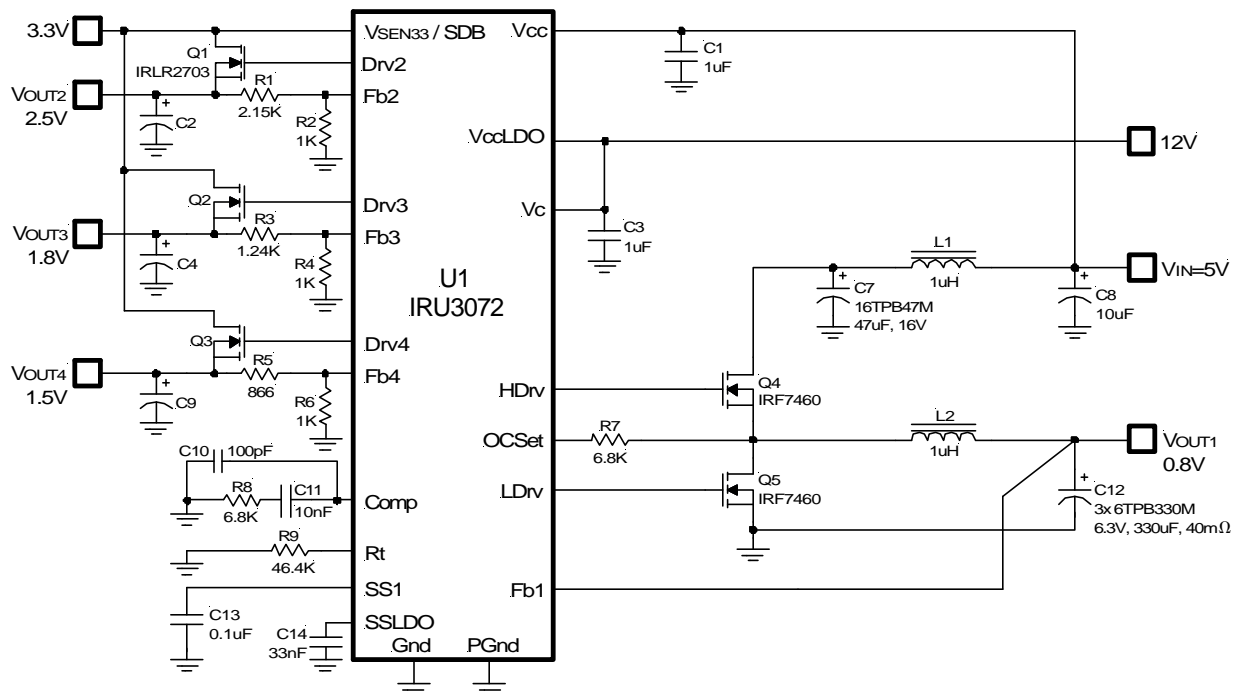 3.3V
VSEN33 / SDB
Vcc
Q1
IRLR2703
Drv2
C1
1uF
VOUT2
2.5V
R1
2.15K
Fb2
C2
R2
1K
VccLDO
12V
Q2
Drv3
Vc
VOUT3
1.8V
R3
1.24K
Fb3
C3
1uF
C4
R4
1K
U1
IRU3072
L1
1uH
VIN=5V
C7
16TPB47M
47uF, 16V
C8
10uF
Q3
Drv4
VOUT4
1.5V
R5
866
Fb4
C9
R6
1K
HDrv
Q4
IRF7460
OCSet
R7
6.8K
L2
1uH
VOUT1
0.8V
C10
100pF
R8
6.8K
C11
10nF
Comp
LDrv
Q5
IRF7460
C12
3x 6TPB330M
6.3V, 330uF, 40mΩ
R9
46.4K
Rt
SS1
Fb1
C13
0.1uF
SSLDO
C14
33nF
Gnd
PGnd